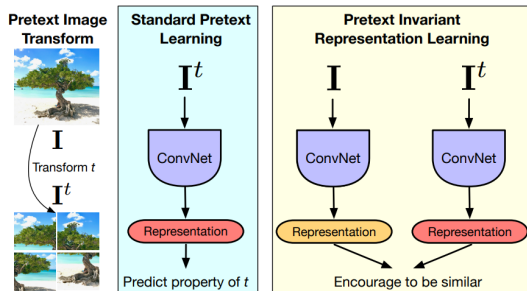 Pretext Image
Transform
I
Transform t
I^t
Standard Pretext
Learning
I^t
ConvNet
Representation
Predict property of t
Pretext Invariant
Representation Learning
I
I^t
ConvNet
ConvNet
Representation
Representation
Encourage to be similar